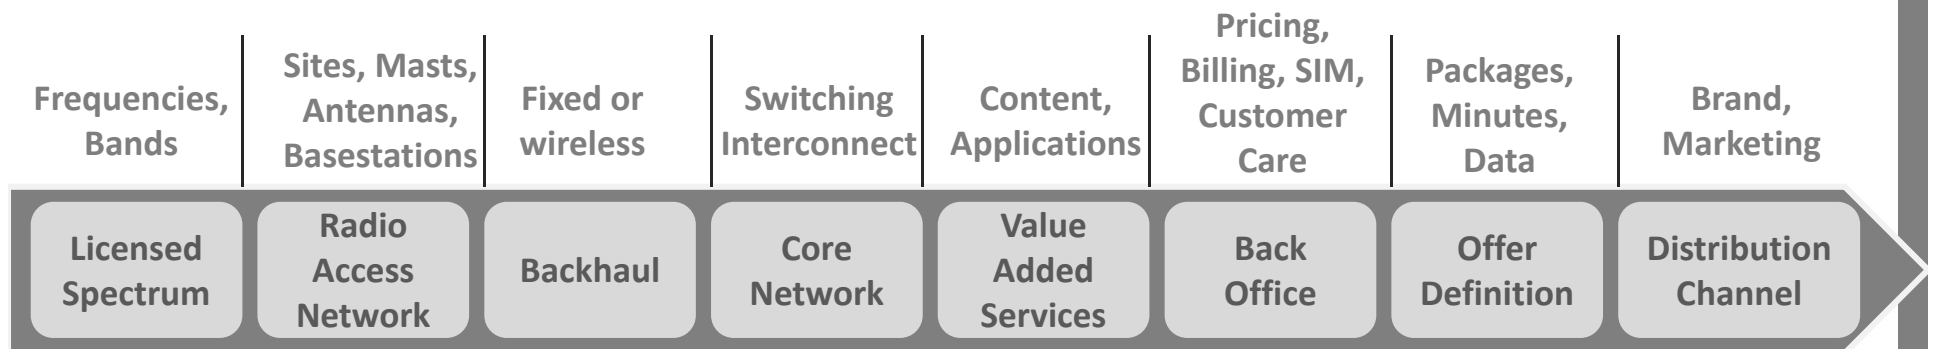 Frequencies,
Bands
Sites, Masts,
Antennas,
Basestations
Fixed or
wireless
Switching
Interconnect
Content,
Applications
Pricing,
Billing, SIM,
Customer
Care
Packages,
Minutes,
Data
Brand,
Marketing
Licensed
Spectrum
Radio
Access
Network
Backhaul
Core
Network
Value
Added
Services
Back
Office
Offer
Definition
Distribution
Channel